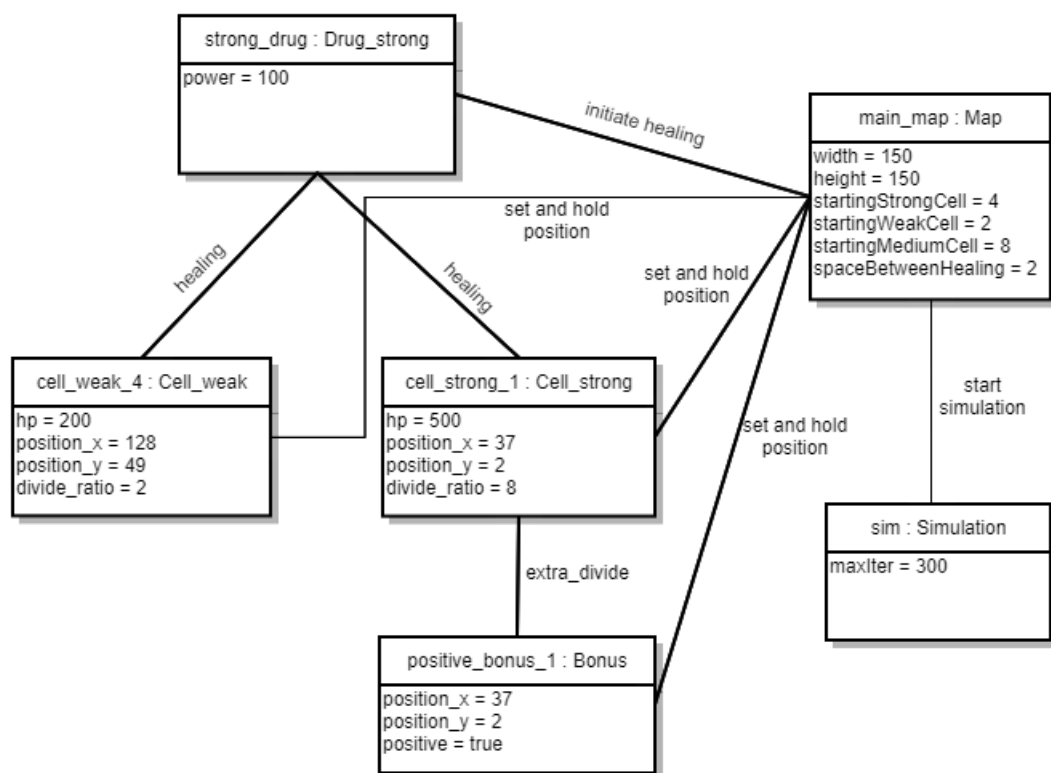 strong_drug : Drug_strong
power = 100
initiate healing
main_map : Map
width = 150
height = 150
startingStrongCell = 4
startingWeakCell = 2
startingMediumCell = 8
spaceBetweenHealing = 2
set and hold
position
healing
healing
set and hold
position
cell_weak_4 : Cell_weak
hp = 200
position_x = 128
position_y = 49
divide_ratio = 2
cell_strong_1 : Cell_strong
hp = 500
position_x = 37
position_y = 2
divide_ratio = 8
start
simulation
set and hold
position
sim : Simulation
maxIter = 300
extra_divide
positive_bonus_1 : Bonus
position_x = 37
position_y = 2
positive = true